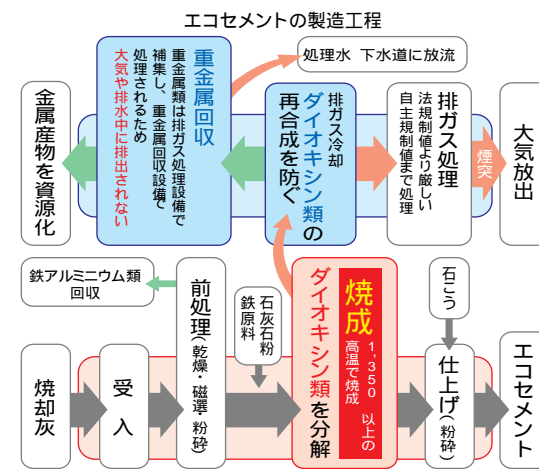 エコセメントの製造工程
処理水 下水道に放流
金属産物を資源化
重金属回収
重金属類は排ガス処理設備で
補集し、重金属回収設備で
処理されるため
大気や排水中に排出されない
排ガス冷却
ダイオキシン類の
再合成を防ぐ
排ガス処理
法規制値より厳しい
自主規制値まで処理
煙突
大気放出
鉄アルミニウム類
回収
焼却灰
受入
前処理(乾燥・磁選・粉砕)
石灰石粉
鉄原料
焼成
1,350 以上の
高温で焼成
ダイオキシン類を分解
石こう
仕上げ(粉砕)
エコセメント